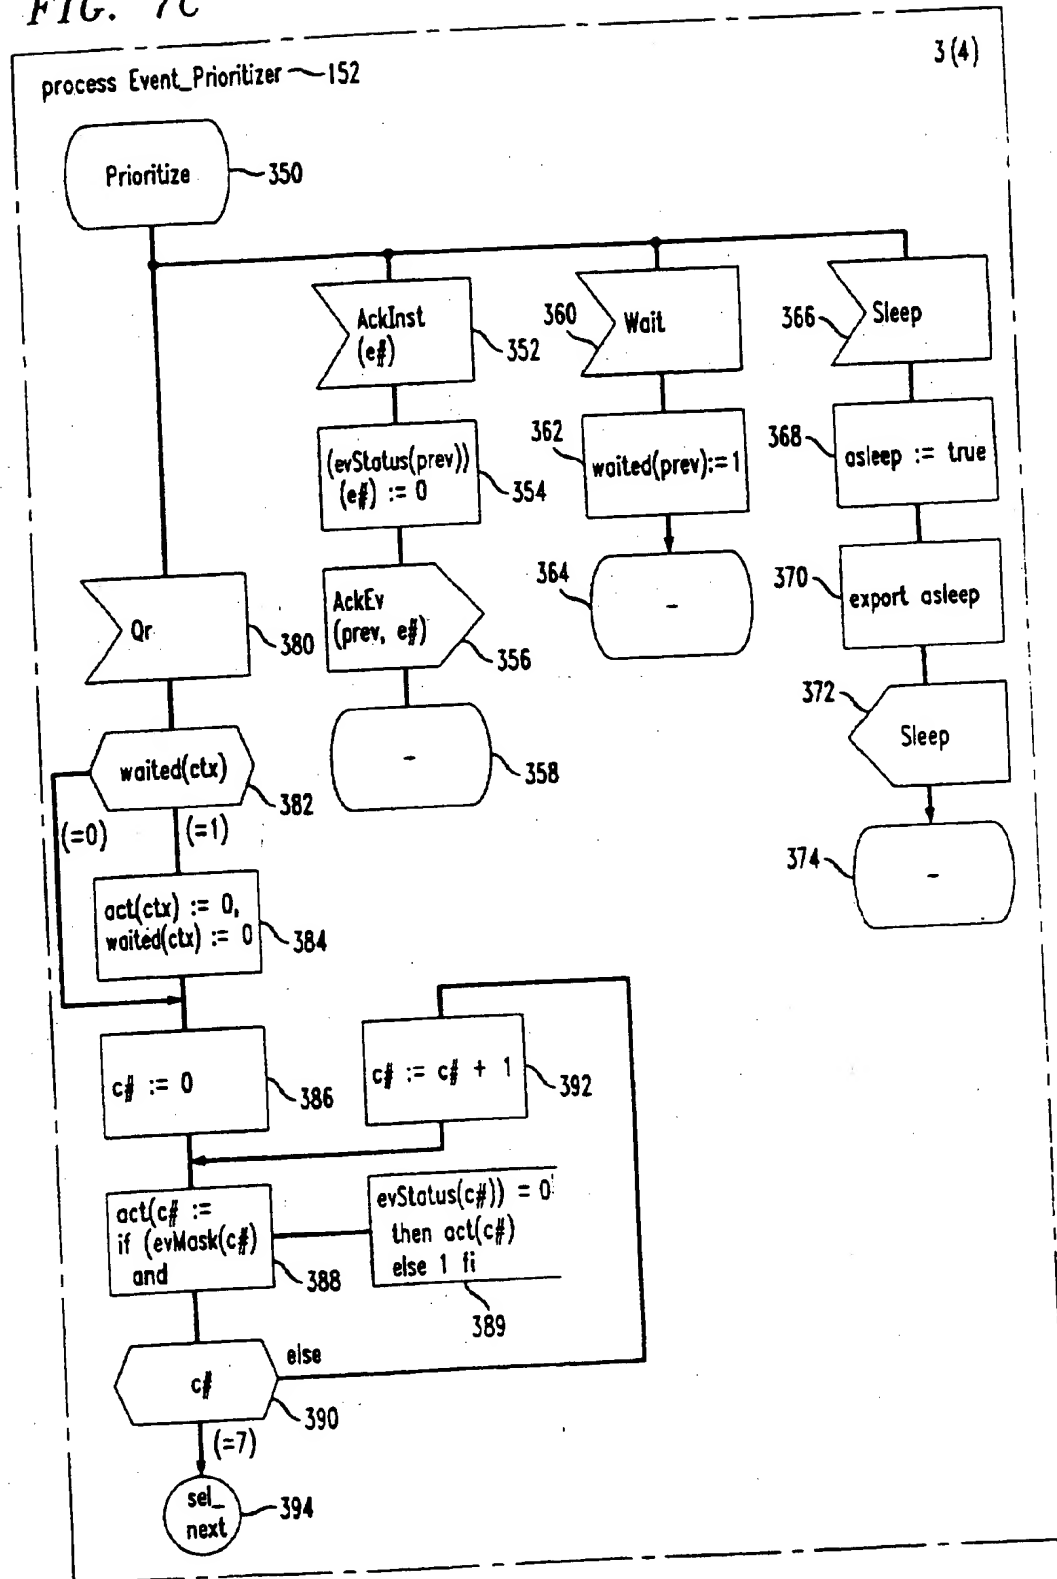 FIG. 7C
3(4)
process Event_Prioritizer 152
Prioritize
350
AckInst
(e#)
352
360
Wait
366
Sleep
(evStatus(prev))
(e#) := 0
354
362
waited(prev):=1
368
asleep := true
AckEv
(prev, e#)
356
364
-
370
export asleep
Qr
380
372
Sleep
-
358
waited(ctx)
382
(=0)
(=1)
374
-
act(ctx) := 0,
waited(ctx) := 0
384
c# := 0
386
c# := c# + 1
392
act(c# :=
if (evMask(c#)
and
388
evStatus(c#)) = 0
then act(c#)
else 1 fi
389
c#
else
390
(=7)
sel_
next
394